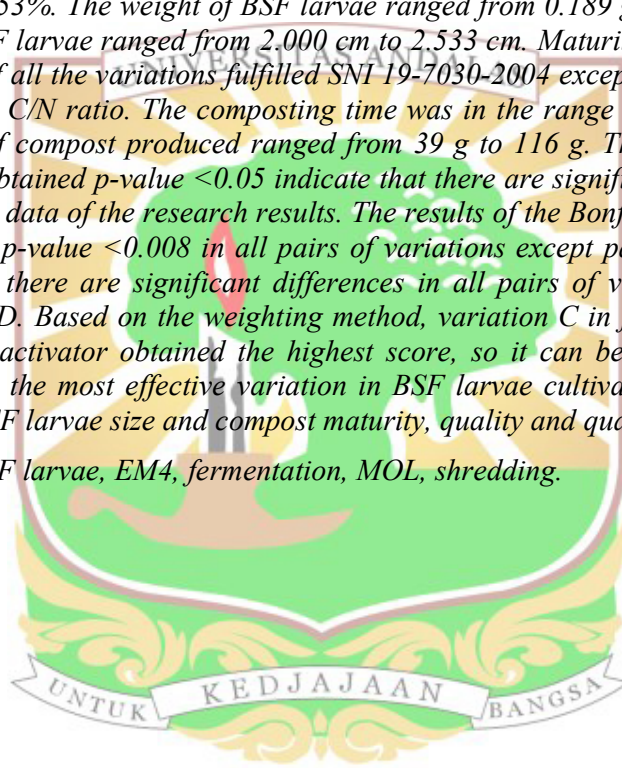 53%. The weight of BSF larvae ranged from 0.189 g
F larvae ranged from 2.000 cm to 2.533 cm. Maturi
UNIVERSITAS ANDALAS
f all the variations fulfilled SNI 19-7030-2004 except
C/N ratio. The composting time was in the range
f compost produced ranged from 39 g to 116 g. Th
btained p-value <0.05 indicate that there are signifi
data of the research results. The results of the Bonf
p-value <0.008 in all pairs of variations except pa
there are significant differences in all pairs of v
D. Based on the weighting method, variation C in
activator obtained the highest score, so it can be
the most effective variation in BSF larvae cultiva
F larvae size and compost maturity, quality and qua
F larvae, EM4, fermentation, MOL, shredding.
UNTUK KEDJAJAAN BANGSA